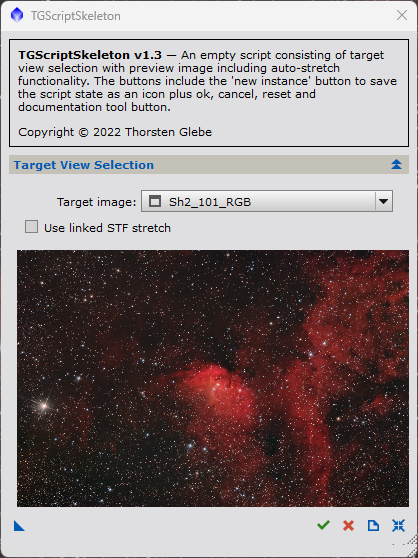 TGScriptSkeleton
TGScriptSkeleton v1.3 — An empty script consisting of target
view selection with preview image including auto-stretch
functionality. The buttons include the 'new instance' button to save
the script state as an icon plus ok, cancel, reset and
documentation tool button.
Copyright © 2022 Thorsten Glebe
Target View Selection
Target image:  Sh2_101_RGB
Use linked STF stretch